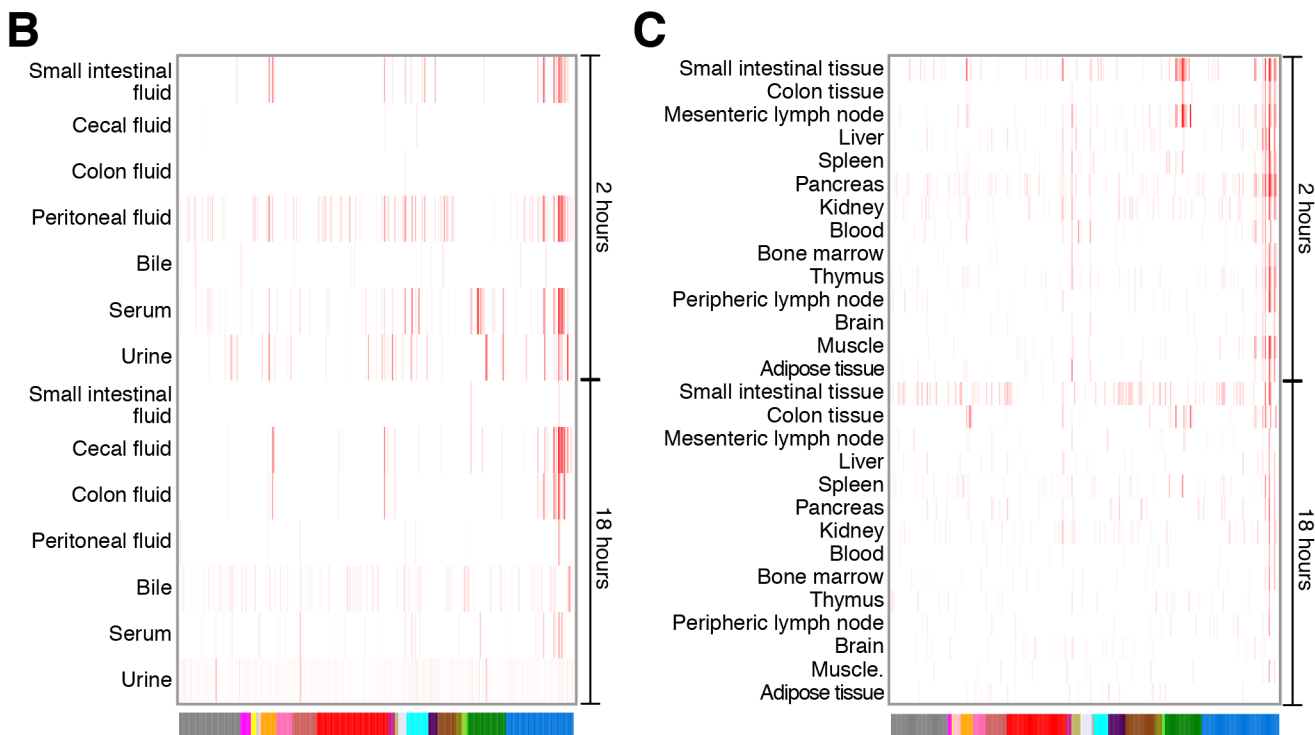 B
Small intestinal
fluid
Cecal fluid
Colon fluid
Peritoneal fluid
Bile
Serum
Urine
Small intestinal
fluid
Cecal fluid
Colon fluid
Peritoneal fluid
Bile
Serum
Urine
2 hours
18 hours
C
Small intestinal tissue
Colon tissue
Mesenteric lymph node
Liver
Spleen
Pancreas
Kidney
Blood
Bone marrow
Thymus
Peripheric lymph node
Brain
Muscle
Adipose tissue
Small intestinal tissue
Colon tissue
Mesenteric lymph node
Liver
Spleen
Pancreas
Kidney
Blood
Bone marrow
Thymus
Peripheric lymph node
Brain
Muscle.
Adipose tissue
2 hours
18 hours